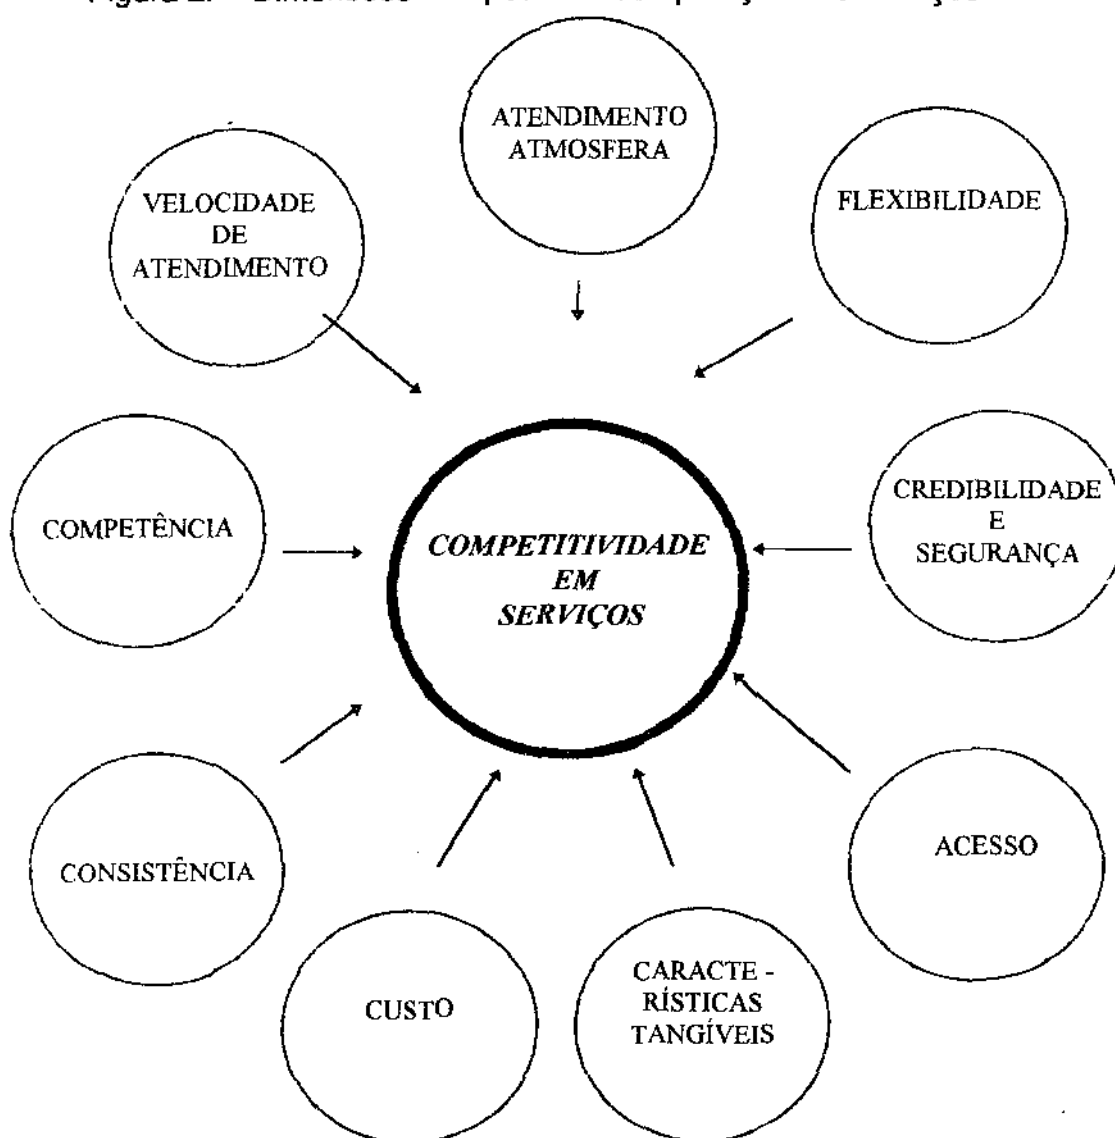 ATENDIMENTO
ATMOSFERA
VELOCIDADE
DE
ATENDIMENTO
FLEXIBILIDADE
COMPETÊNCIA
COMPETITIVIDADE
EM
SERVIÇOS
CREDIBILIDADE
E
SEGURANÇA
CONSISTÊNCIA
ACESSO
CUSTO
CARACTE -
RÍSTICAS
TANGÍVEIS